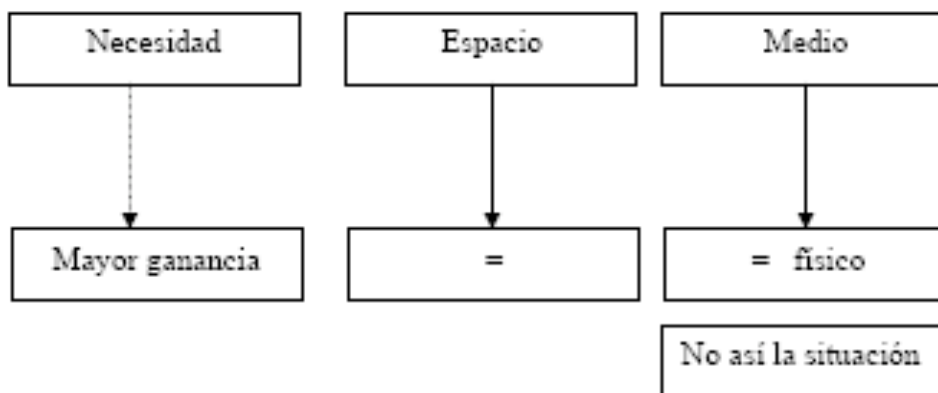 Necesidad
Espacio
Medio
Mayor ganancia
=
= físico
No así la situación